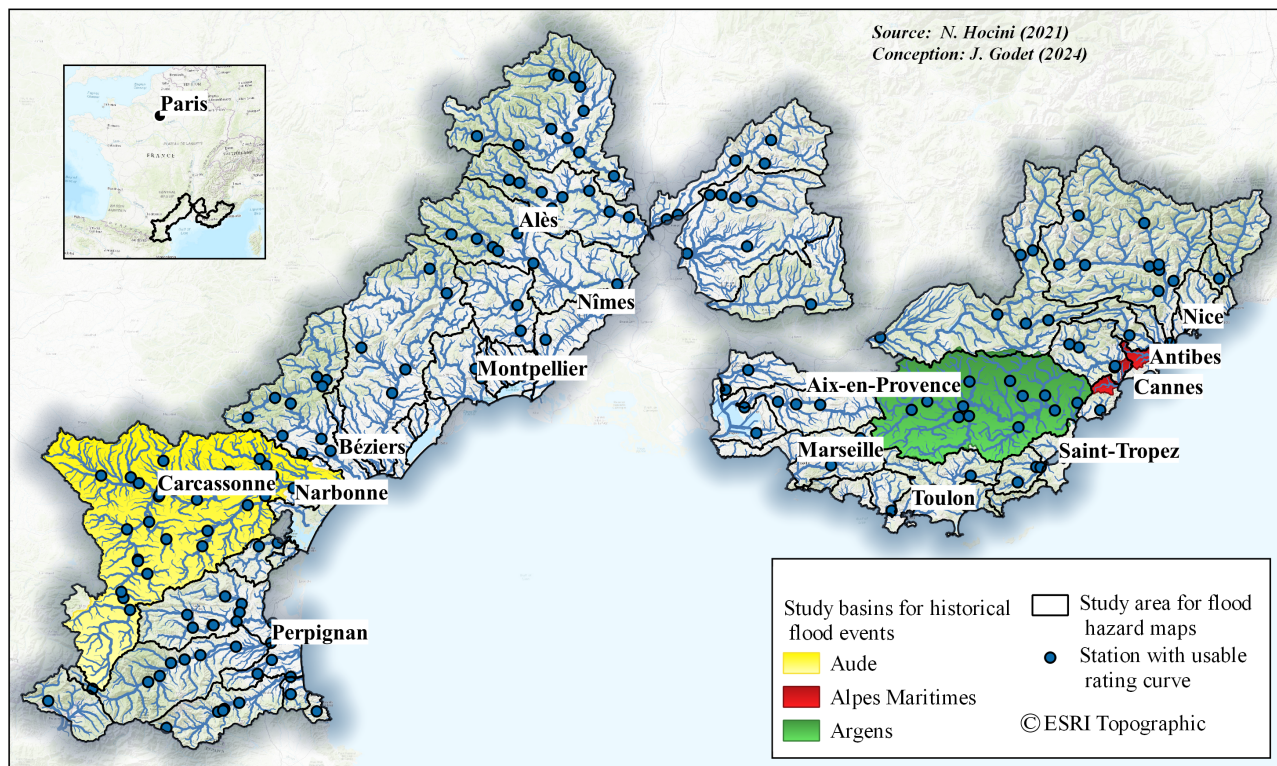 Source: N. Hocini (2021)
Conception: J. Godet (2024)
Paris
FRANCE
Alès
Nîmes
Montpellier
Béziers
Carcassonne
Narbonne
Perpignan
Nice
Antibes
Cannes
Aix-en-Provence
Marseille
Saint-Tropez
Toulon
Study basins for historical
flood events
Aude
Alpes Maritimes
Argens
Study area for flood
hazard maps
Station with usable
rating curve
© ESRI Topographic